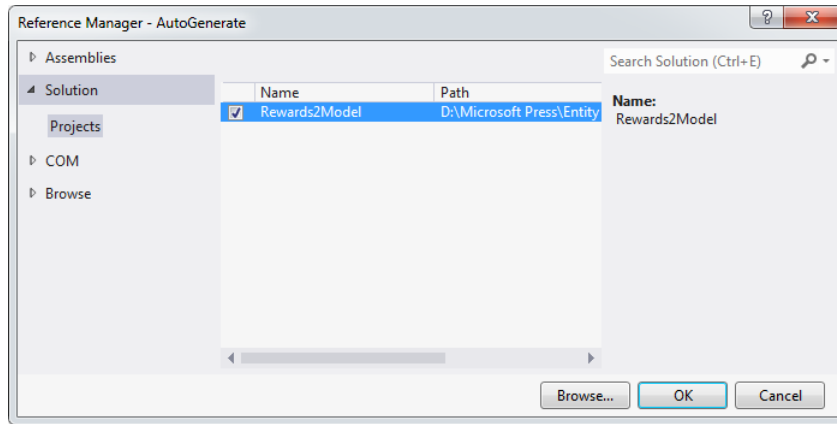 Reference Manager - AutoGenerate
Assemblies
Solution
Projects
COM
Browse
Name Path
Rewards2Model D:\Microsoft Press\Entity
Search Solution (Ctrl+E)
Name:
Rewards2Model
Browse... OK Cancel